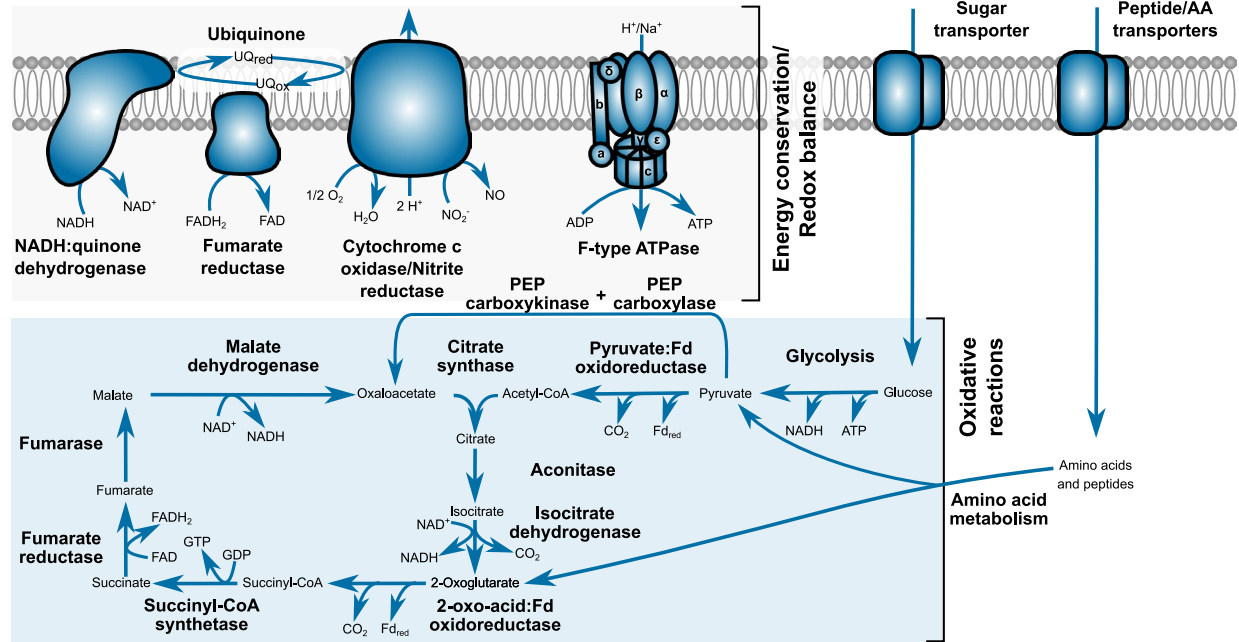 Ubiquinone
UQred
UQox
H⁺/Na⁺
δ
β
α
b
γ
ε
a
c
Sugar
transporter
Peptide/AA
transporters
NADH
NAD⁺
NADH:quinone
dehydrogenase
FADH₂
FAD
Fumarate
reductase
1/2 O₂
H₂O
2 H⁺
NO₂⁻
NO
Cytochrome c
oxidase/Nitrite
reductase
ADP
ATP
F-type ATPase
Energy conservation/
Redox balance
PEP
carboxykinase
+
PEP
carboxylase
Malate
dehydrogenase
Citrate
synthase
Pyruvate:Fd
oxidoreductase
Glycolysis
Malate
Oxaloacetate
Acetyl-CoA
Pyruvate
Glucose
NAD⁺
NADH
CO₂
Fdred
NADH
ATP
Oxidative
reactions
Fumarase
Citrate
Aconitase
Amino acids
and peptides
Fumarate
Isocitrate
Isocitrate
dehydrogenase
NAD⁺
NADH
CO₂
Amino acid
metabolism
Fumarate
reductase
FADH₂
FAD
GTP
GDP
Succinate
Succinyl-CoA
2-Oxoglutarate
Succinyl-CoA
synthetase
CO₂
Fdred
2-oxo-acid:Fd
oxidoreductase